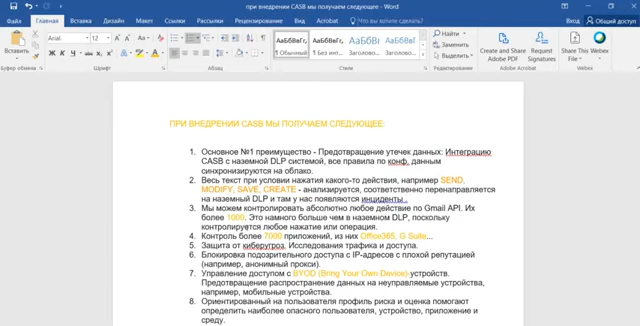 при внедрении CASB мы получаем следующее - Word
Файл Главная Вставка Дизайн Макет Ссылки Рассылки Рецензирование Вид Acrobat Что вы хотите сделать? Вход Общий доступ
Вставить
Буфер обмена
Arial 12
Ж К Ч
Шрифт
Абзац
АаБбВвГг, АаБбВвГг, АаБбВı АаБбВвГ
¶ Обычный ¶ Без инте... Заголово... Заголово...
Стили
Найти
Заменить
Выделить
Редактирование
Create and Share Adobe PDF
Request Signatures
Adobe Acrobat
Share This File Webex
Webex
ПРИ ВНЕДРЕНИИ CASB МЫ ПОЛУЧАЕМ СЛЕДУЮЩЕЕ:
1. Основное №1 преимущество - Предотвращение утечек данных: Интеграцию
CASB с наземной DLP системой, все правила по конф. данным
синхронизируются на облако.
2. Весь текст при условии нажатия какого-то действия, например SEND,
MODIFY, SAVE, CREATE - анализируется, соответственно перенаправляется
на наземный DLP и там у нас появляются инциденты .
3. Мы можем контролировать абсолютно любое действие по Gmail API. Их
более 1000. Это намного больше чем в наземном DLP, поскольку
контролируется любое нажатие или операция.
4. Контроль более 7000 приложений, из них Office365, G Suite...
5. Защита от киберугроз. Исследования трафика и доступа.
6. Блокировка подозрительного доступа с IP-адресов с плохой репутацией
(например, анонимный прокси).
7. Управление доступом с BYOD (Bring Your Own Device)-устройств.
Предотвращение распространение данных на неуправляемые устройства,
например, мобильные устройства.
8. Ориентированный на пользователя профиль риска и оценка помогают
определить наиболее опасного пользователя, устройство, приложение и
среду.